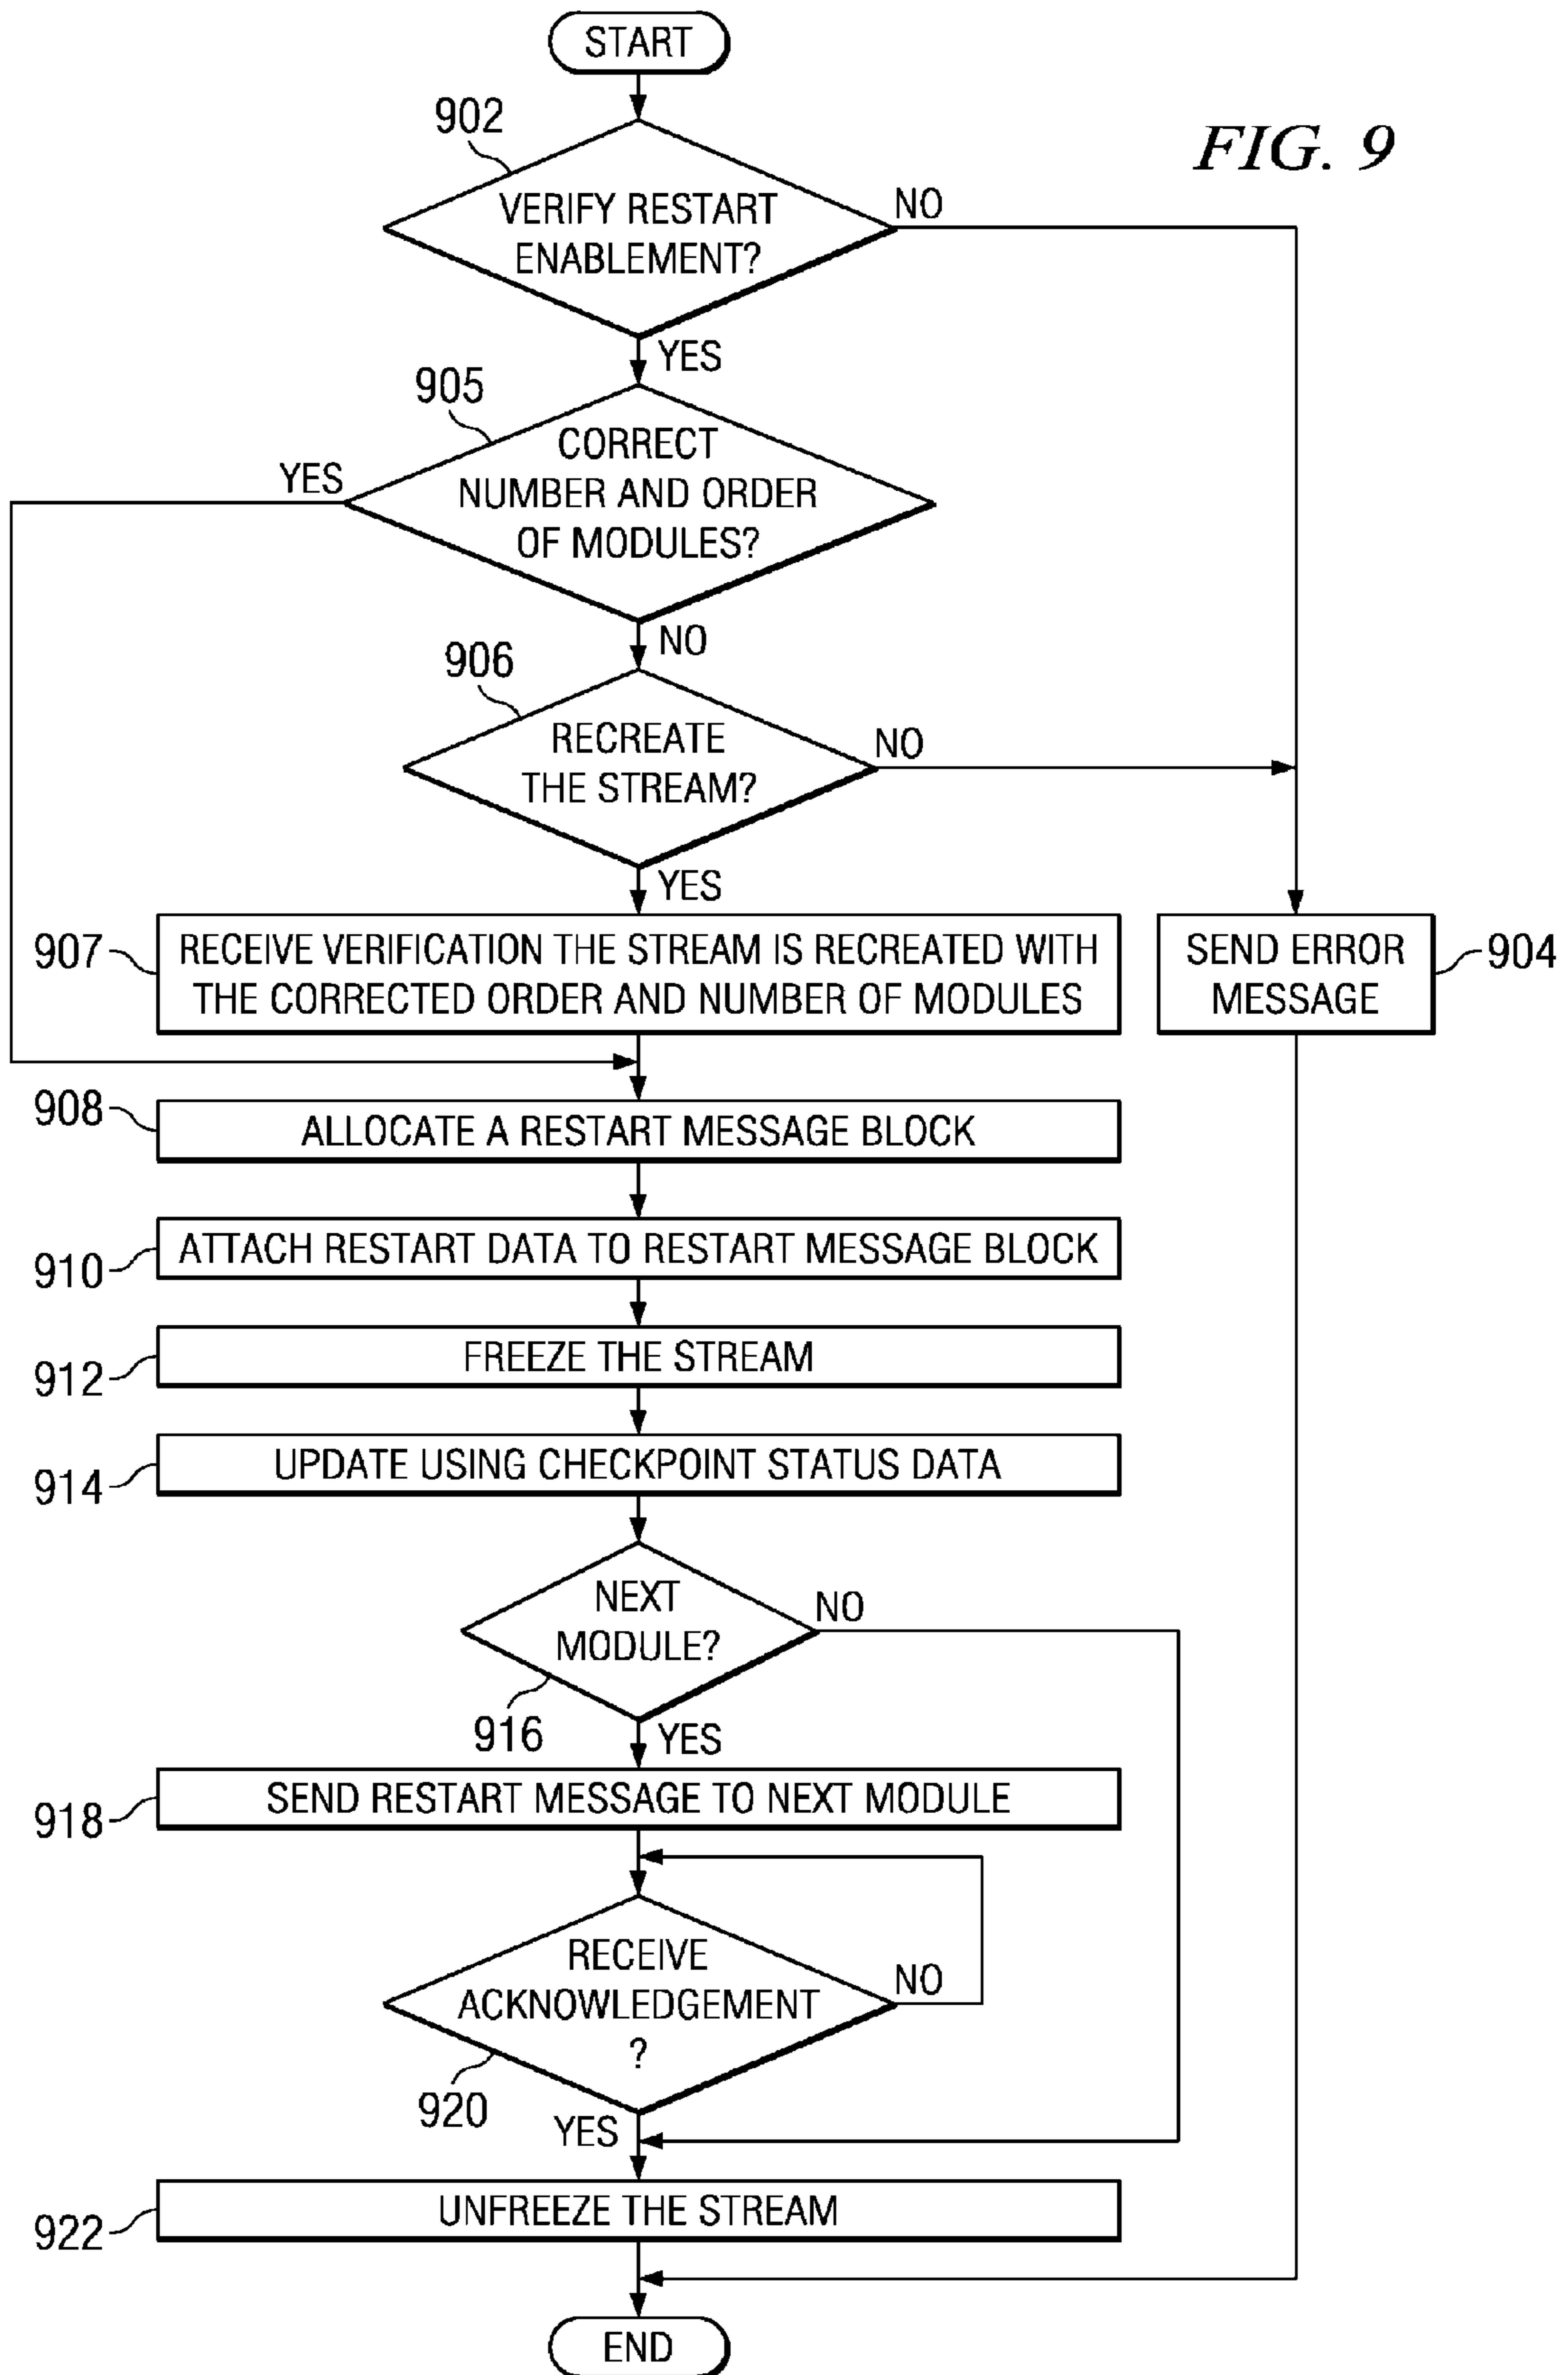 START
FIG. 9
902
VERIFY RESTART
ENABLEMENT?
NO
YES
905
CORRECT
NUMBER AND ORDER
OF MODULES?
YES
NO
906
RECREATE
THE STREAM?
NO
YES
907
RECEIVE VERIFICATION THE STREAM IS RECREATED WITH
THE CORRECTED ORDER AND NUMBER OF MODULES
SEND ERROR
MESSAGE
904
908
ALLOCATE A RESTART MESSAGE BLOCK
910
ATTACH RESTART DATA TO RESTART MESSAGE BLOCK
912
FREEZE THE STREAM
914
UPDATE USING CHECKPOINT STATUS DATA
NEXT
MODULE?
NO
916
YES
918
SEND RESTART MESSAGE TO NEXT MODULE
RECEIVE
ACKNOWLEDGEMENT
?
NO
920
YES
922
UNFREEZE THE STREAM
END